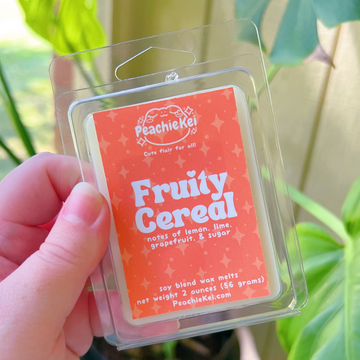 PeachieKei
Cute flair for all!
Fruity
Cereal
notes of lemon, lime,
grapefruit, & sugar
soy blend wax melts
net weight 2 ounces (56 grams)
PeachieKei.com